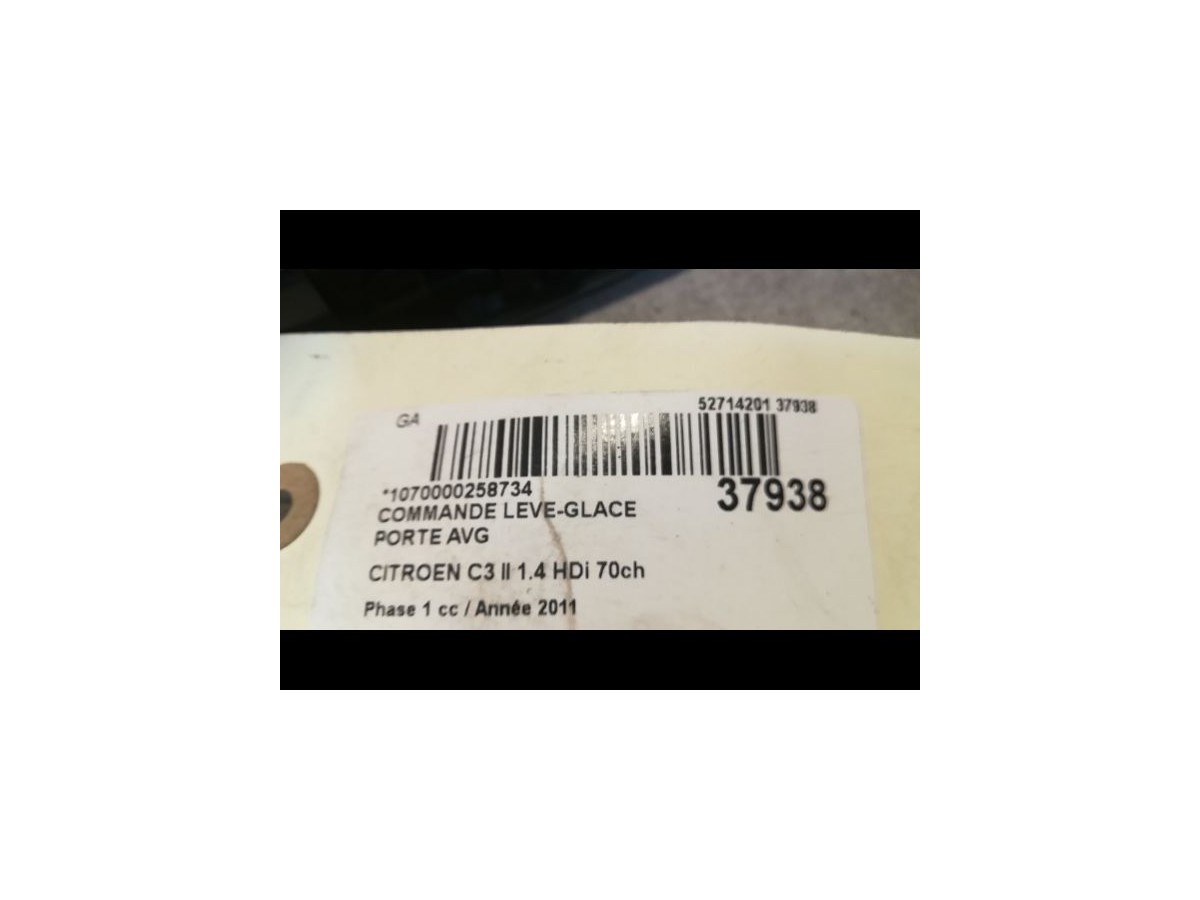 GA
52714201 37938
*1070000258734
37938
COMMANDE LEVE-GLACE
PORTE AVG
CITROEN C3 II 1.4 HDi 70ch
Phase 1 cc / Année 2011